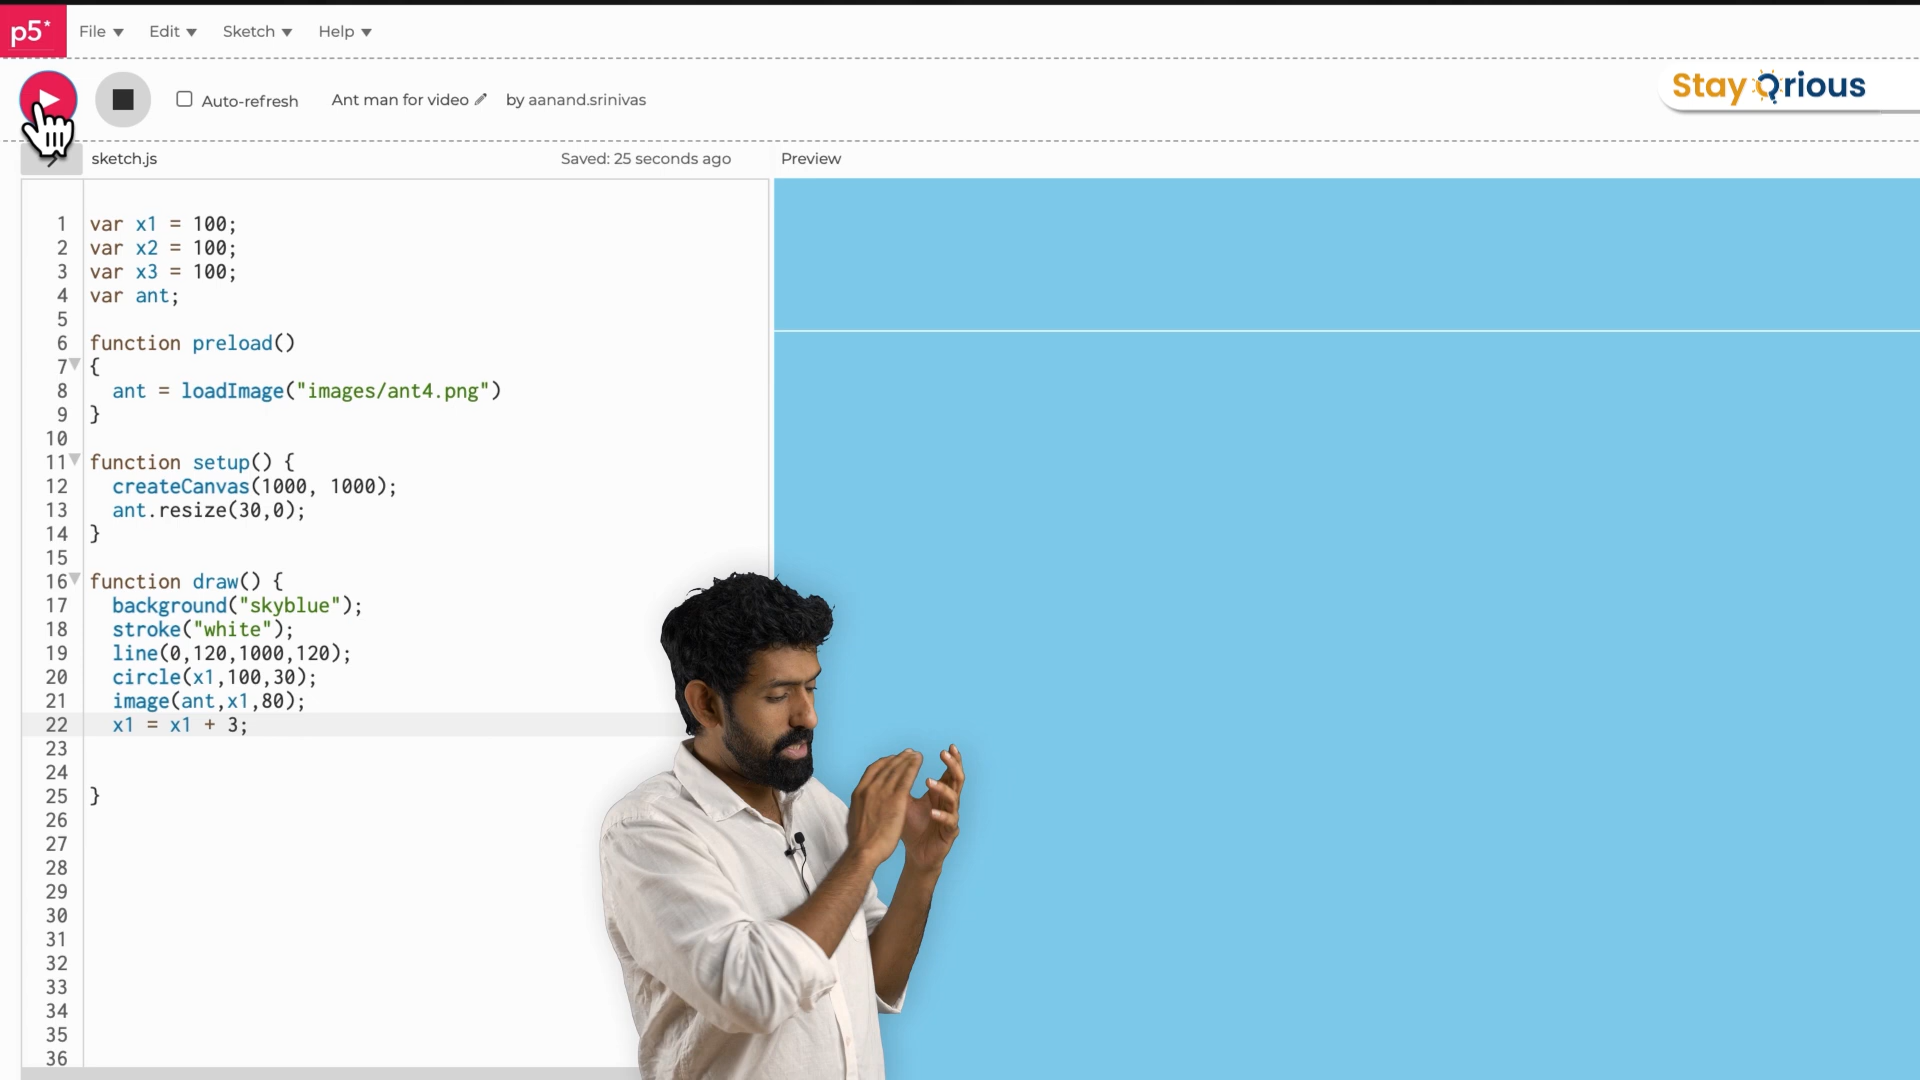 p5* File Edit Sketch Help
Auto-refresh Ant man for video by aanand.srinivas
Stay Qrious
sketch.js Saved: 25 seconds ago Preview
1 var x1 = 100;
2 var x2 = 100;
3 var x3 = 100;
4 var ant;
5
6 function preload()
7 {
8 ant = loadImage("images/ant4.png")
9 }
10
11 function setup() {
12 createCanvas(1000, 1000);
13 ant.resize(30,0);
14 }
15
16 function draw() {
17 background("skyblue");
18 stroke("white");
19 line(0,120,1000,120);
20 circle(x1,100,30);
21 image(ant,x1,80);
22 x1 = x1 + 3;
23
24
25 }
26
27
28
29
30
31
32
33
34
35
36